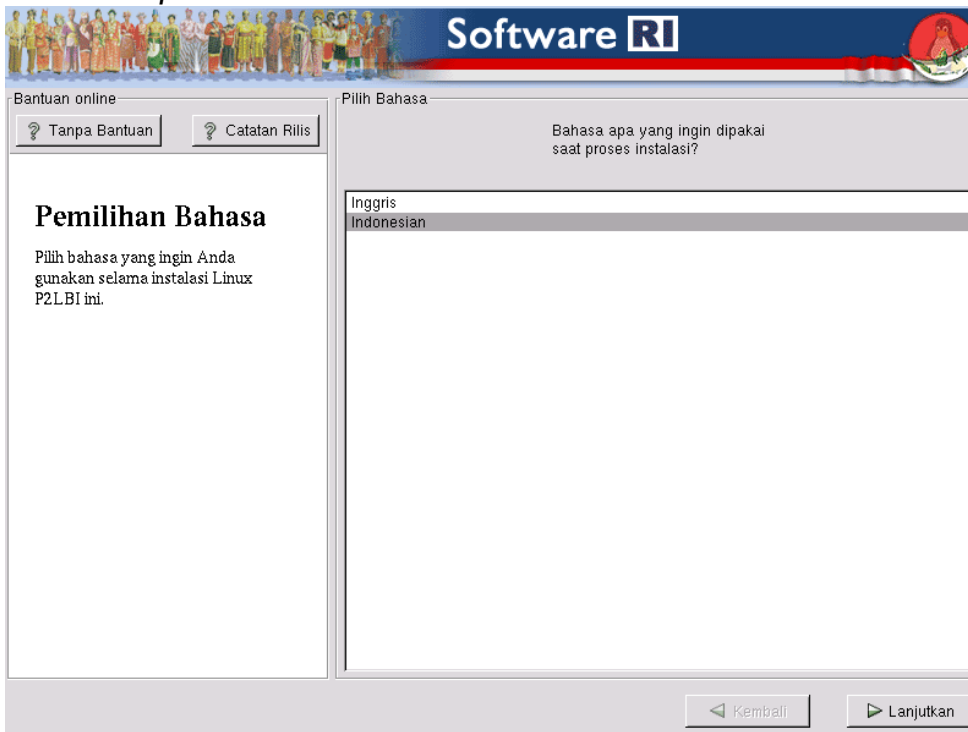 Software RI
Bantuan online
Tanpa Bantuan
Catatan Rilis
Pemilihan Bahasa
Pilih bahasa yang ingin Anda
gunakan selama instalasi Linux
P2LBI ini.
Pilih Bahasa
Bahasa apa yang ingin dipakai
saat proses instalasi?
Inggris
Indonesian
Kembali
Lanjutkan